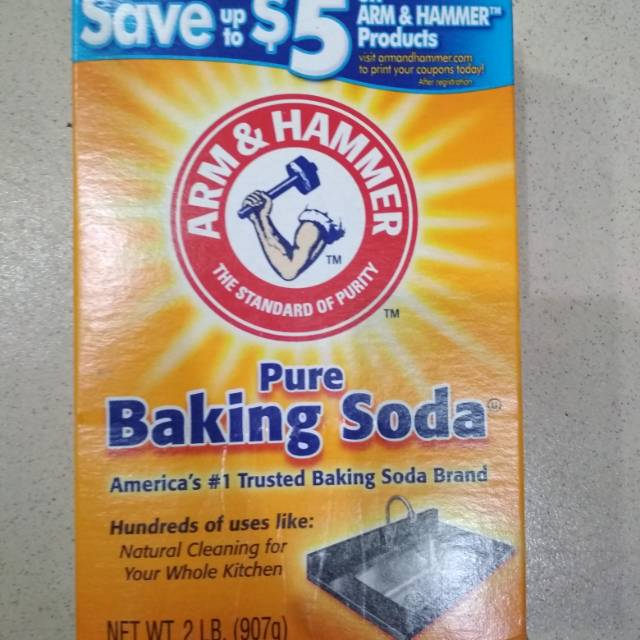 Save up to $5 on
ARM & HAMMER™
Products
visit armandhammer.com
to print your coupons today!
After registration
ARM & HAMMER
TM
THE STANDARD OF PURITY
TM
Pure
Baking Soda
America's #1 Trusted Baking Soda Brand
Hundreds of uses like:
Natural Cleaning for
Your Whole Kitchen
NET WT. 2 LB. (907g)